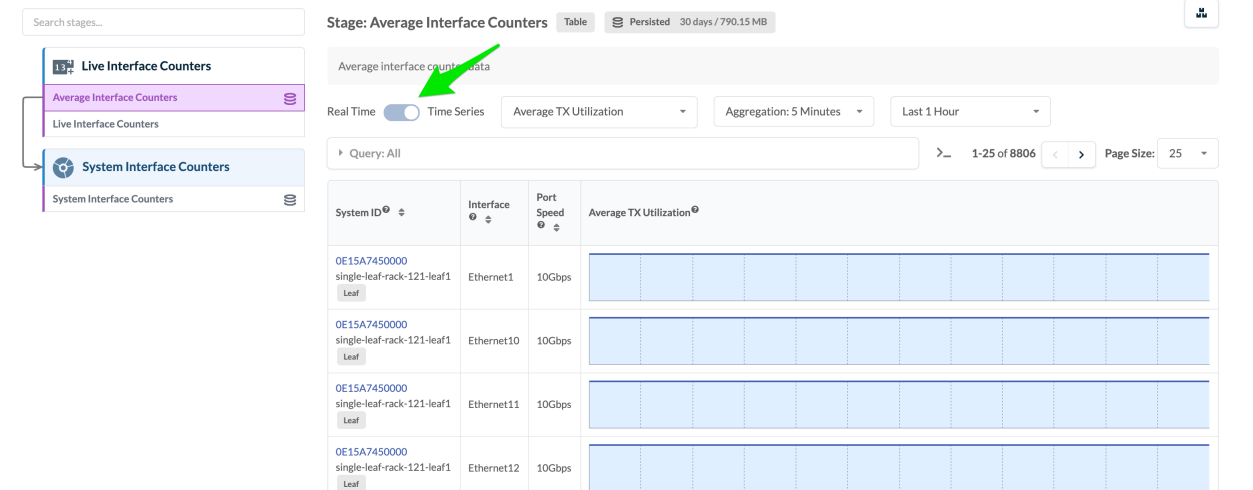 Search stages...
Live Interface Counters
Average Interface Counters
Live Interface Counters
System Interface Counters
System Interface Counters
Stage: Average Interface Counters Table Persisted 30 days / 790.15 MB
Average interface counter data
Real Time Time Series Average TX Utilization Aggregation: 5 Minutes Last 1 Hour
Query: All 1-25 of 8806 Page Size: 25
System ID Interface Port Speed Average TX Utilization
0E15A7450000
single-leaf-rack-121-leaf1 Ethernet1 10Gbps
Leaf
0E15A7450000
single-leaf-rack-121-leaf1 Ethernet10 10Gbps
Leaf
0E15A7450000
single-leaf-rack-121-leaf1 Ethernet11 10Gbps
Leaf
0E15A7450000
single-leaf-rack-121-leaf1 Ethernet12 10Gbps
Leaf